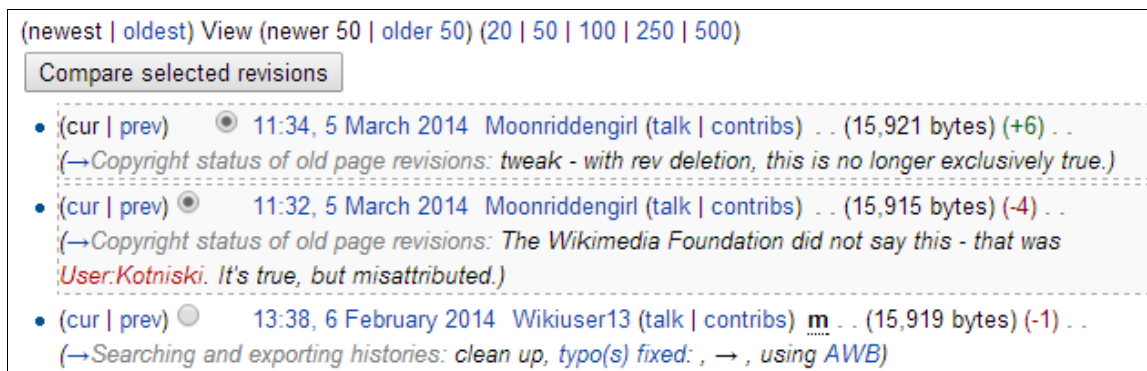 (newest | oldest) View (newer 50 | older 50) (20 | 50 | 100 | 250 | 500)
Compare selected revisions
(cur | prev) 11:34, 5 March 2014 Moonriddengirl (talk | contribs) . . (15,921 bytes) (+6) . .
(→Copyright status of old page revisions: tweak - with rev deletion, this is no longer exclusively true.)
(cur | prev) 11:32, 5 March 2014 Moonriddengirl (talk | contribs) . . (15,915 bytes) (-4) . .
(→Copyright status of old page revisions: The Wikimedia Foundation did not say this - that was
User:Kotniski. It's true, but misattributed.)
(cur | prev) 13:38, 6 February 2014 Wikiuser13 (talk | contribs) m . . (15,919 bytes) (-1) . .
(→Searching and exporting histories: clean up, typo(s) fixed: , → , using AWB)